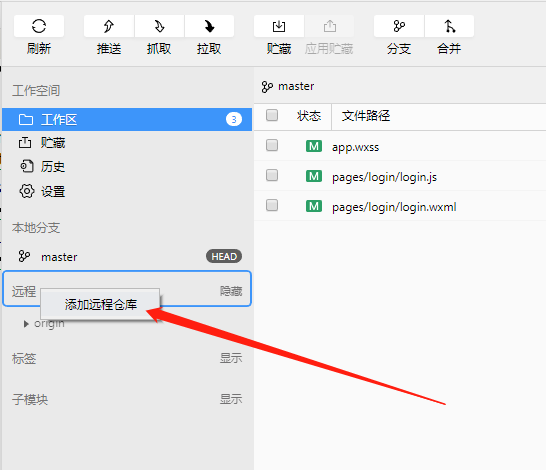 刷新 推送 抓取 拉取 贮藏 应用贮藏 分支 合并
工作空间
工作区 3
贮藏
历史
设置
本地分支
master HEAD
远程 隐藏
添加远程仓库
origin
标签 显示
子模块 显示
master
状态 文件路径
M app.wxss
M pages/login/login.js
M pages/login/login.wxml